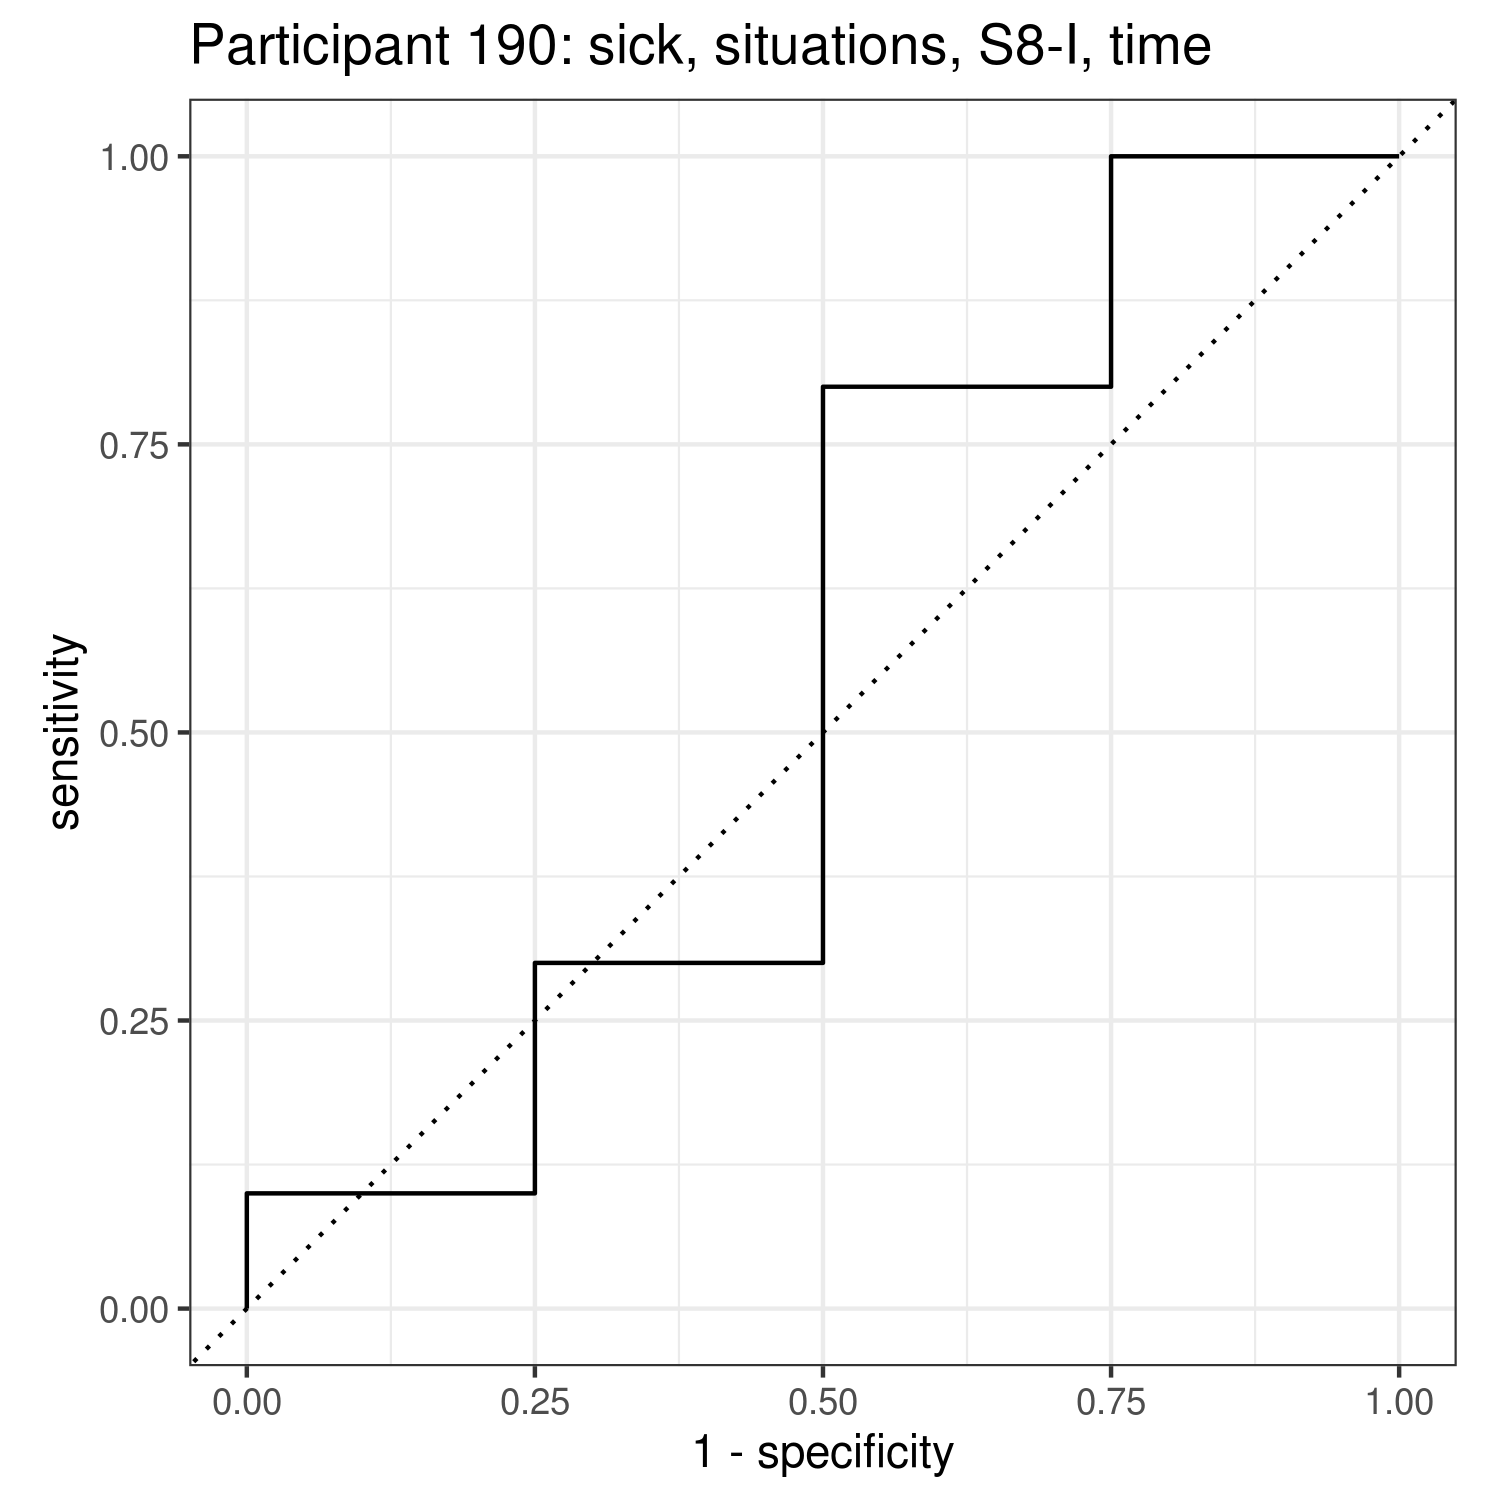 Participant 190: sick, situations, S8-I, time
1.00
0.75
0.50
0.25
0.00
sensitivity
0.00 0.25 0.50 0.75 1.00
1 - specificity